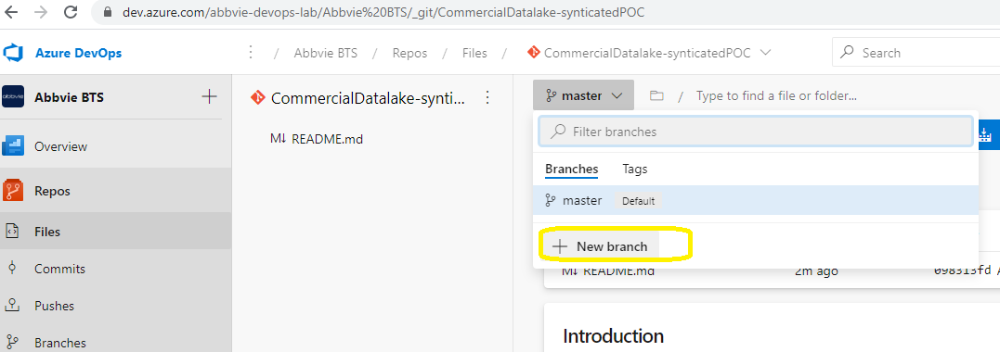 dev.azure.com/abbvie-devops-lab/Abbvie%20BTS/_git/CommercialDatalake-synticatedPOC
Azure DevOps
/ Abbvie BTS / Repos / Files / CommercialDatalake-synticatedPOC
Search
abbvie
Abbvie BTS
Overview
Repos
Files
Commits
Pushes
Branches
CommercialDatalake-synti...
M↓ README.md
master
/ Type to find a file or folder...
Filter branches
Branches Tags
master Default
New branch
M↓ README.md 2m ago 098313fd
Introduction